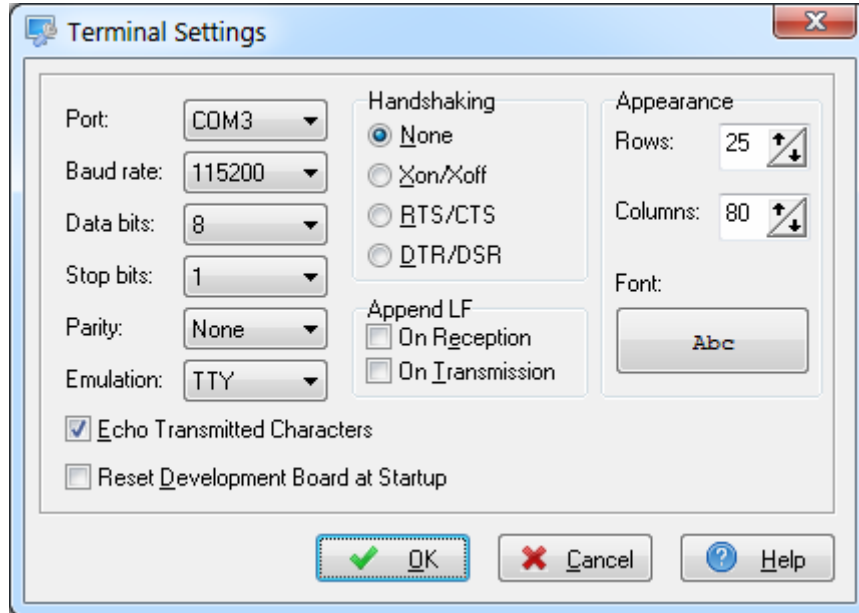 Terminal Settings
Port:
COM3
Baud rate:
115200
Data bits:
8
Stop bits:
1
Parity:
None
Emulation:
TTY
Handshaking
None
Xon/Xoff
RTS/CTS
DTR/DSR
Append LF
On Reception
On Transmission
Appearance
Rows:
25
Columns:
80
Font:
Abc
Echo Transmitted Characters
Reset Development Board at Startup
OK
Cancel
Help